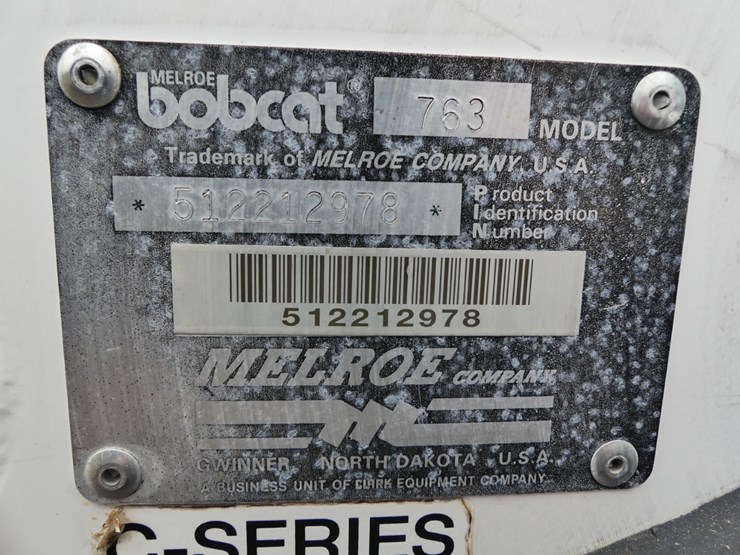 MELROE
bobcat® 763 MODEL
Trademark of MELROE COMPANY, U.S.A.
* 512212978 * Product Identification Number
512212978
MELROE COMPANY
GWINNER, NORTH DAKOTA U.S.A.
A BUSINESS UNIT OF CLARK EQUIPMENT COMPANY
C-SERIES